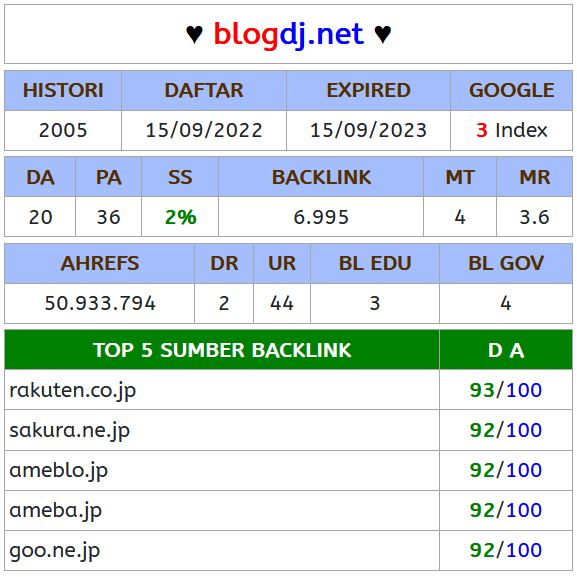 ♥ blogdj.net ♥
HISTORI DAFTAR EXPIRED GOOGLE
2005 15/09/2022 15/09/2023 3 Index
DA PA SS BACKLINK MT MR
20 36 2% 6.995 4 3.6
AHREFS DR UR BL EDU BL GOV
50.933.794 2 44 3 4
TOP 5 SUMBER BACKLINK D A
rakuten.co.jp 93/100
sakura.ne.jp 92/100
ameblo.jp 92/100
ameba.jp 92/100
goo.ne.jp 92/100